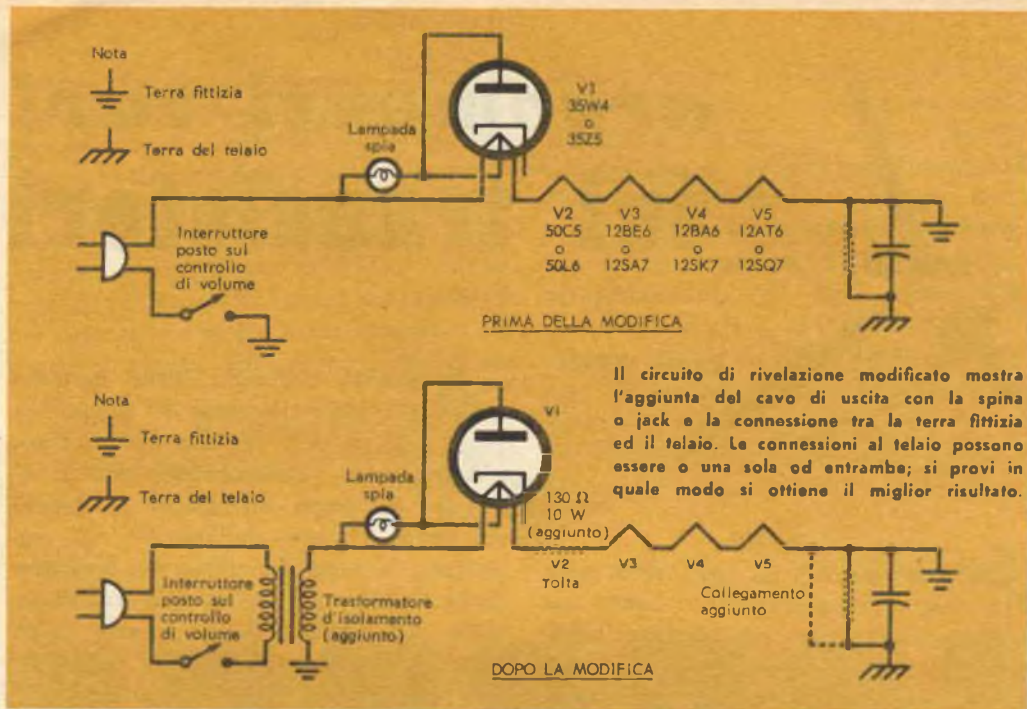 Nota
Terra fittizia
Terra del telaio
Lampada
spia
V1
35W4
o
35Z5
Interruttore
posto sul
controllo
di volume
V2
50C5
o
50L6
V3
12BE6
o
12SA7
V4
12BA6
o
12SK7
V5
12AT6
o
12SQ7
PRIMA DELLA MODIFICA
Il circuito di rivelazione modificato mostra
l'aggiunta del cavo di uscita con la spina
o jack e la connessione tra la terra fittizia
ed il telaio. Le connessioni al telaio possono
essere o una sola od entrambe; si provi in
quale modo si ottiene il miglior risultato.
Nota
Terra fittizia
Terra del telaio
Lampada
spia
V1
130 Ω
10 W
(aggiunto)
V2
Tolta
V3
V4
V5
Interruttore
posto sul
controllo
di volume
Trasformatore
d'isolamento
(aggiunto)
Collegamento
aggiunto
DOPO LA MODIFICA